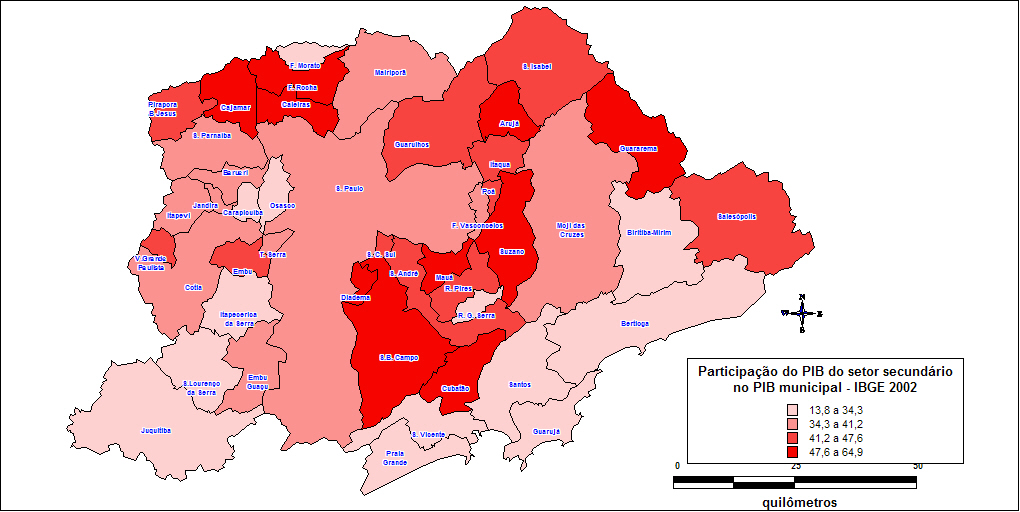 F. Morato
Mairiporã
S. Isabel
F. Rocha
Pirapora
B.Jesus
Cajamar
Caieiras
Arujá
S. Parnaíba
Guarulhos
Guararema
Itaqua
Barueri
S. Paulo
Poá
Jandira
Carapicuiba
Osasco
Itapevi
F. Vasconcelos
Moji das
Cruzes
Biritiba-Mirim
Salesópolis
V.Grande
Paulista
T. Serra
S. C. Sul
Suzano
Embu
S. André
Mauá
Cotia
R. Pires
Diadema
Itapecerica
da Serra
R. G. Serra
Bertioga
N
W
E
S
S.B. Campo
S.Lourenço
da Serra
Embu
Guaçu
Cubatão
Santos
Juquitiba
S. Vicente
Guarujá
Praia
Grande
Participação do PIB do setor secundário
no PIB municipal - IBGE 2002
13,8 a 34,3
34,3 a 41,2
41,2 a 47,6
47,6 a 64,9
0 25 50
quilômetros